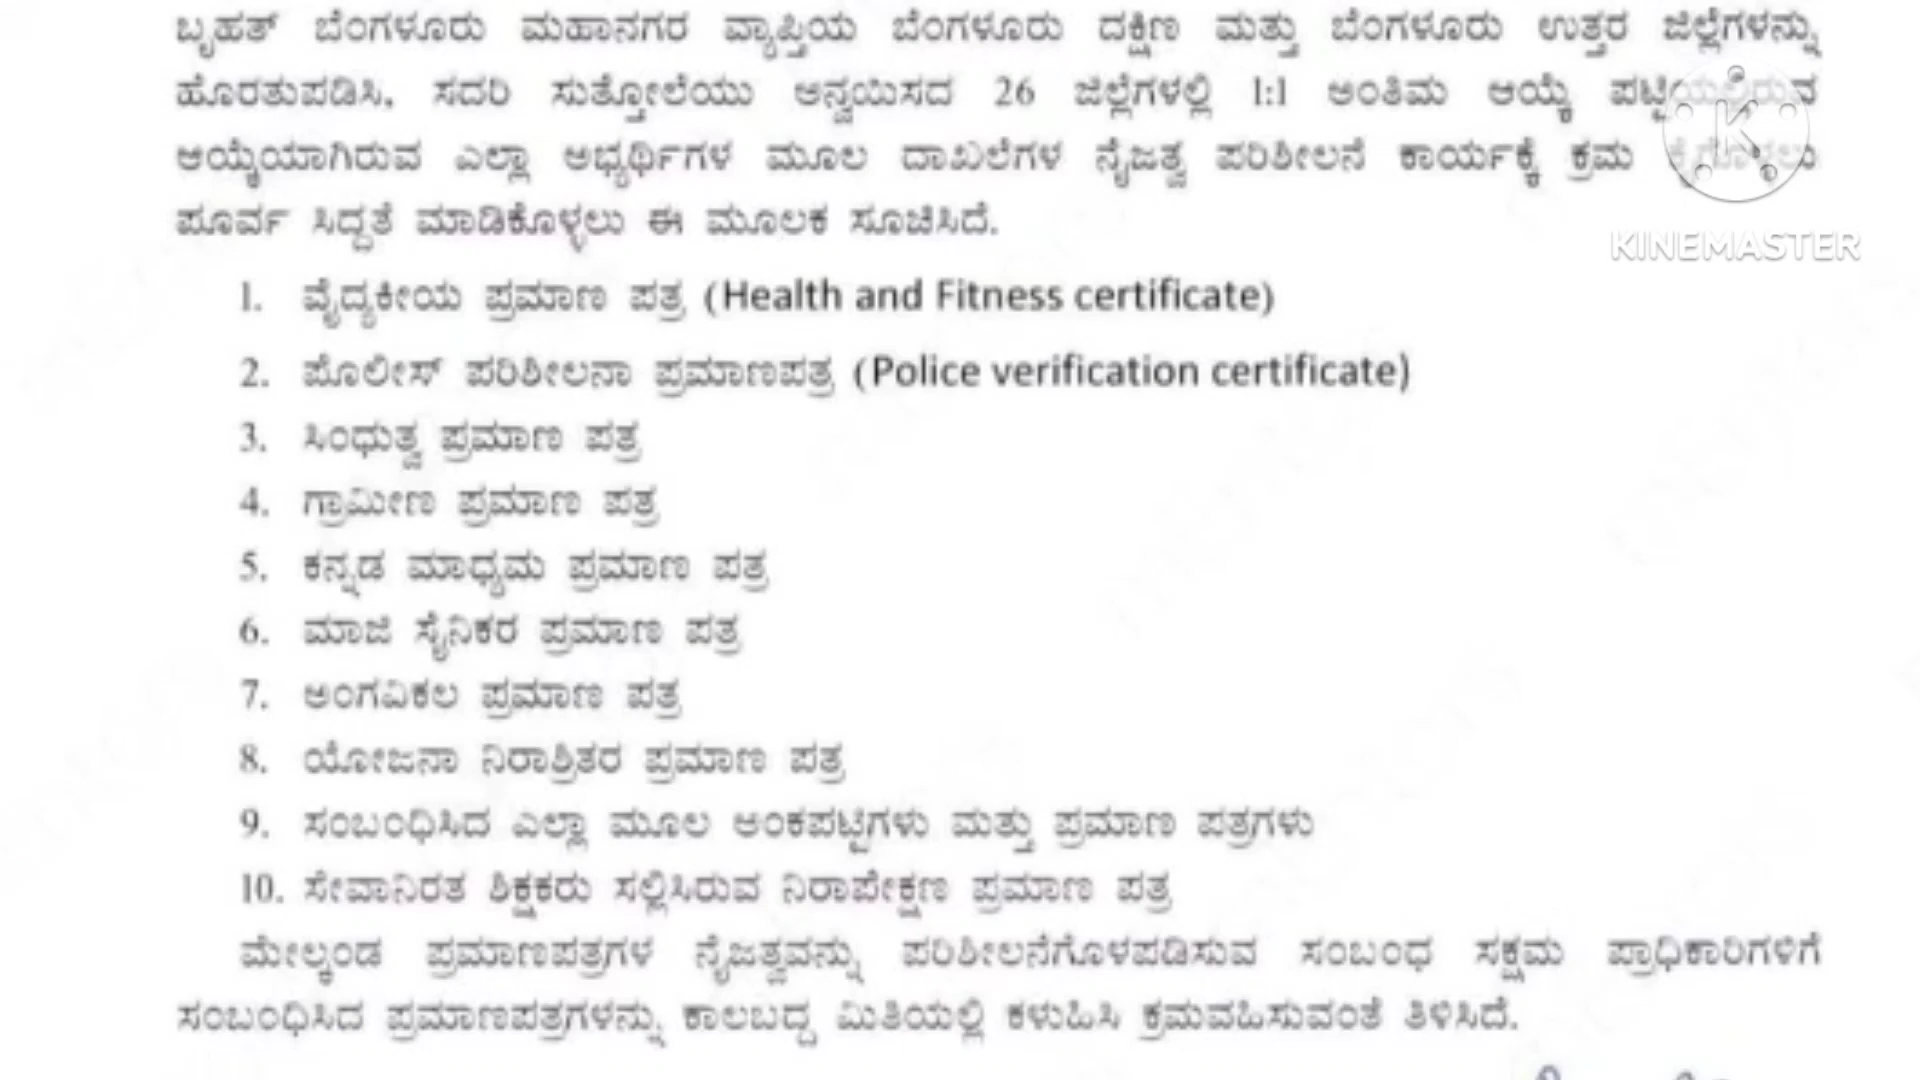 ಬೃಹತ್ ಬೆಂಗಳೂರು ಮಹಾನಗರ ವ್ಯಾಪ್ತಿಯ ಬೆಂಗಳೂರು ದಕ್ಷಿಣ ಮತ್ತು ಬೆಂಗಳೂರು ಉತ್ತರ ಜಿಲ್ಲೆಗಳನ್ನು
ಹೊರತುಪಡಿಸಿ, ಸದರಿ ಸುತ್ತೋಲೆಯು ಅನ್ವಯಿಸದ 26 ಜಿಲ್ಲೆಗಳಲ್ಲಿ 1:1 ಅಂತಿಮ ಆಯ್ಕೆ ಪಟ್ಟಿಯಲ್ಲಿರುವ
ಆಯ್ಕೆಯಾಗಿರುವ ಎಲ್ಲಾ ಅಭ್ಯರ್ಥಿಗಳ ಮೂಲ ದಾಖಲೆಗಳ ನೈಜತ್ವ ಪರಿಶೀಲನೆ ಕಾರ್ಯಕ್ಕೆ ಕ್ರಮ ಕೈಗೊಳ್ಳಲು
ಪೂರ್ವ ಸಿದ್ದತೆ ಮಾಡಿಕೊಳ್ಳಲು ಈ ಮೂಲಕ ಸೂಚಿಸಿದೆ.
K
KINEMASTER
1. ವೈದ್ಯಕೀಯ ಪ್ರಮಾಣ ಪತ್ರ (Health and Fitness certificate)
2. ಪೊಲೀಸ್ ಪರಿಶೀಲನಾ ಪ್ರಮಾಣಪತ್ರ (Police verification certificate)
3. ಸಿಂಧುತ್ವ ಪ್ರಮಾಣ ಪತ್ರ
4. ಗ್ರಾಮೀಣ ಪ್ರಮಾಣ ಪತ್ರ
5. ಕನ್ನಡ ಮಾಧ್ಯಮ ಪ್ರಮಾಣ ಪತ್ರ
6. ಮಾಜಿ ಸೈನಿಕರ ಪ್ರಮಾಣ ಪತ್ರ
7. ಅಂಗವಿಕಲ ಪ್ರಮಾಣ ಪತ್ರ
8. ಯೋಜನಾ ನಿರಾಶ್ರಿತರ ಪ್ರಮಾಣ ಪತ್ರ
9. ಸಂಬಂಧಿಸಿದ ಎಲ್ಲಾ ಮೂಲ ಅಂಕಪಟ್ಟಿಗಳು ಮತ್ತು ಪ್ರಮಾಣ ಪತ್ರಗಳು
10. ಸೇವಾನಿರತ ಶಿಕ್ಷಕರು ಸಲ್ಲಿಸಿರುವ ನಿರಾಪೇಕ್ಷಣ ಪ್ರಮಾಣ ಪತ್ರ
ಮೇಲ್ಕಂಡ ಪ್ರಮಾಣಪತ್ರಗಳ ನೈಜತ್ವವನ್ನು ಪರಿಶೀಲನೆಗೊಳಪಡಿಸುವ ಸಂಬಂಧ ಸಕ್ಷಮ ಪ್ರಾಧಿಕಾರಿಗಳಿಗೆ
ಸಂಬಂಧಿಸಿದ ಪ್ರಮಾಣಪತ್ರಗಳನ್ನು ಕಾಲಬದ್ದ ಮಿತಿಯಲ್ಲಿ ಕಳುಹಿಸಿ ಕ್ರಮವಹಿಸುವಂತೆ ತಿಳಿಸಿದೆ.